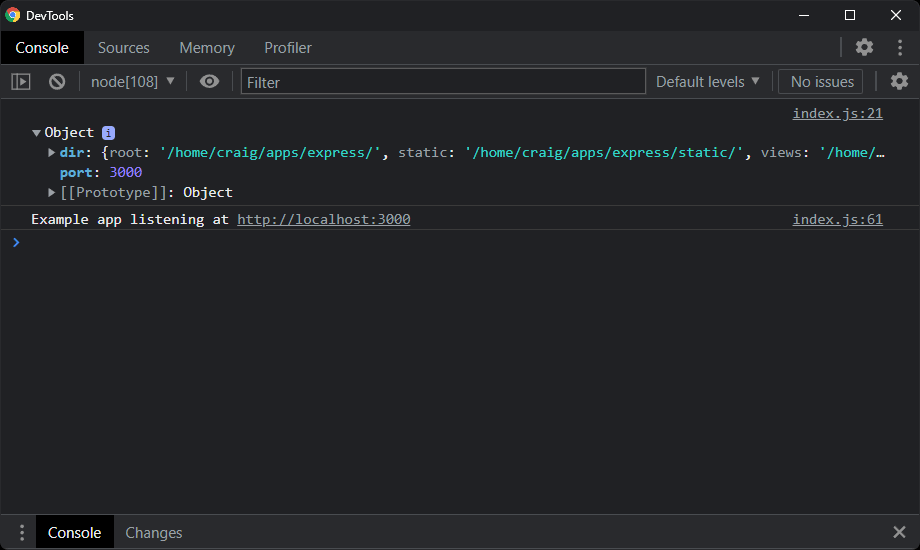 DevTools
Console Sources Memory Profiler
node[108] Filter Default levels No issues
index.js:21
Object i
dir: {root: '/home/craig/apps/express/', static: '/home/craig/apps/express/static/', views: '/home/…
port: 3000
[[Prototype]]: Object
Example app listening at http://localhost:3000 index.js:61
Console Changes